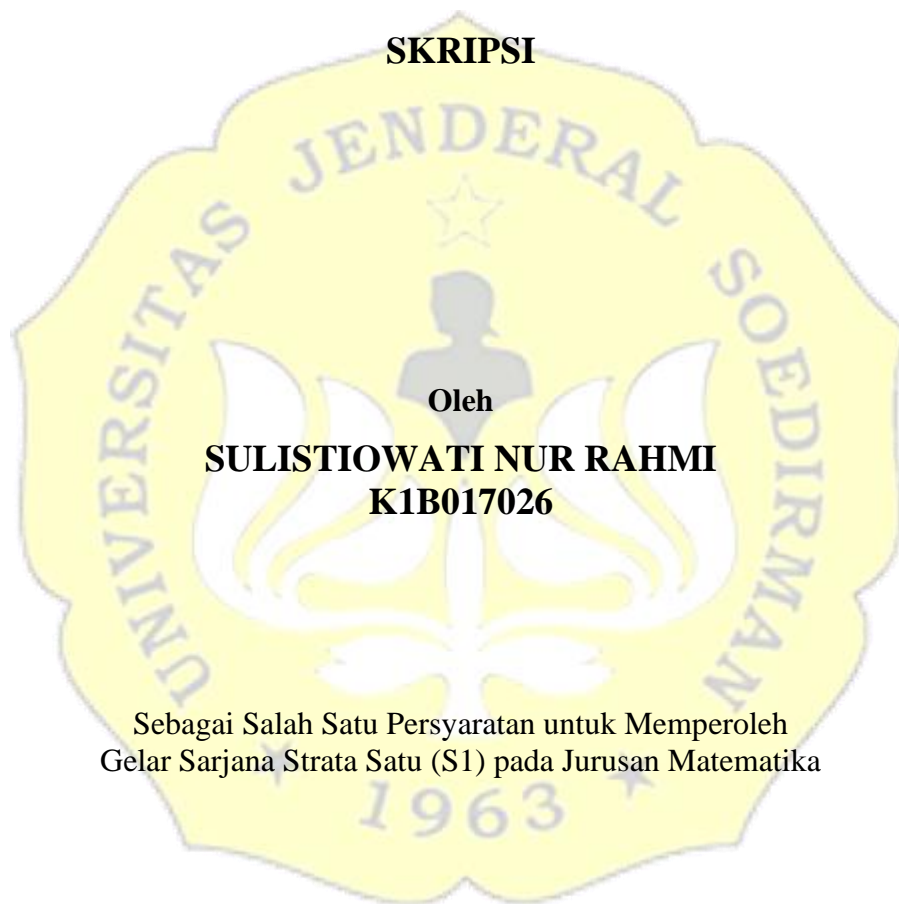 SKRIPSI
UNIVERSITAS JENDERAL SOEDIRMAN
Oleh
SULISTIOWATI NUR RAHMI
K1B017026
Sebagai Salah Satu Persyaratan untuk Memperoleh
Gelar Sarjana Strata Satu (S1) pada Jurusan Matematika
1963